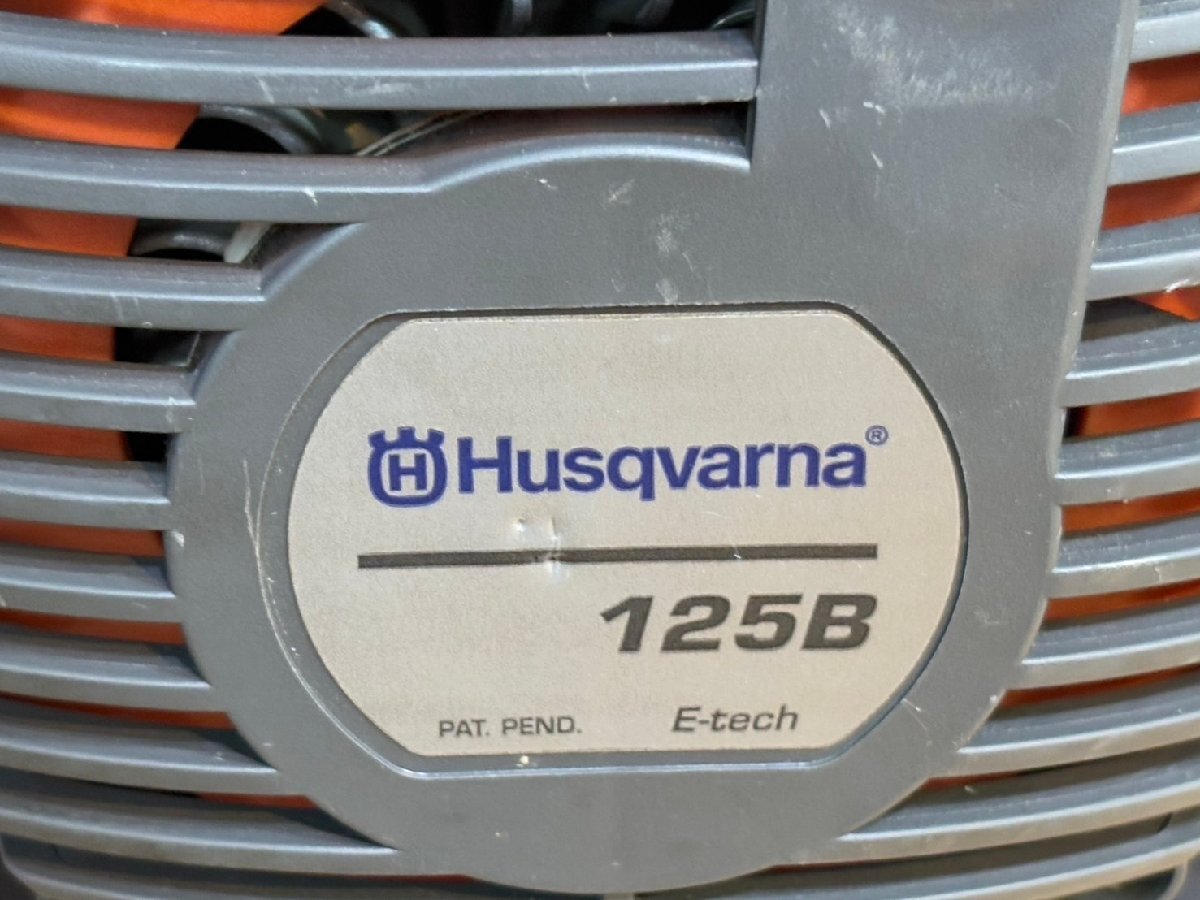 Husqvarna®
125B
PAT. PEND. E-tech